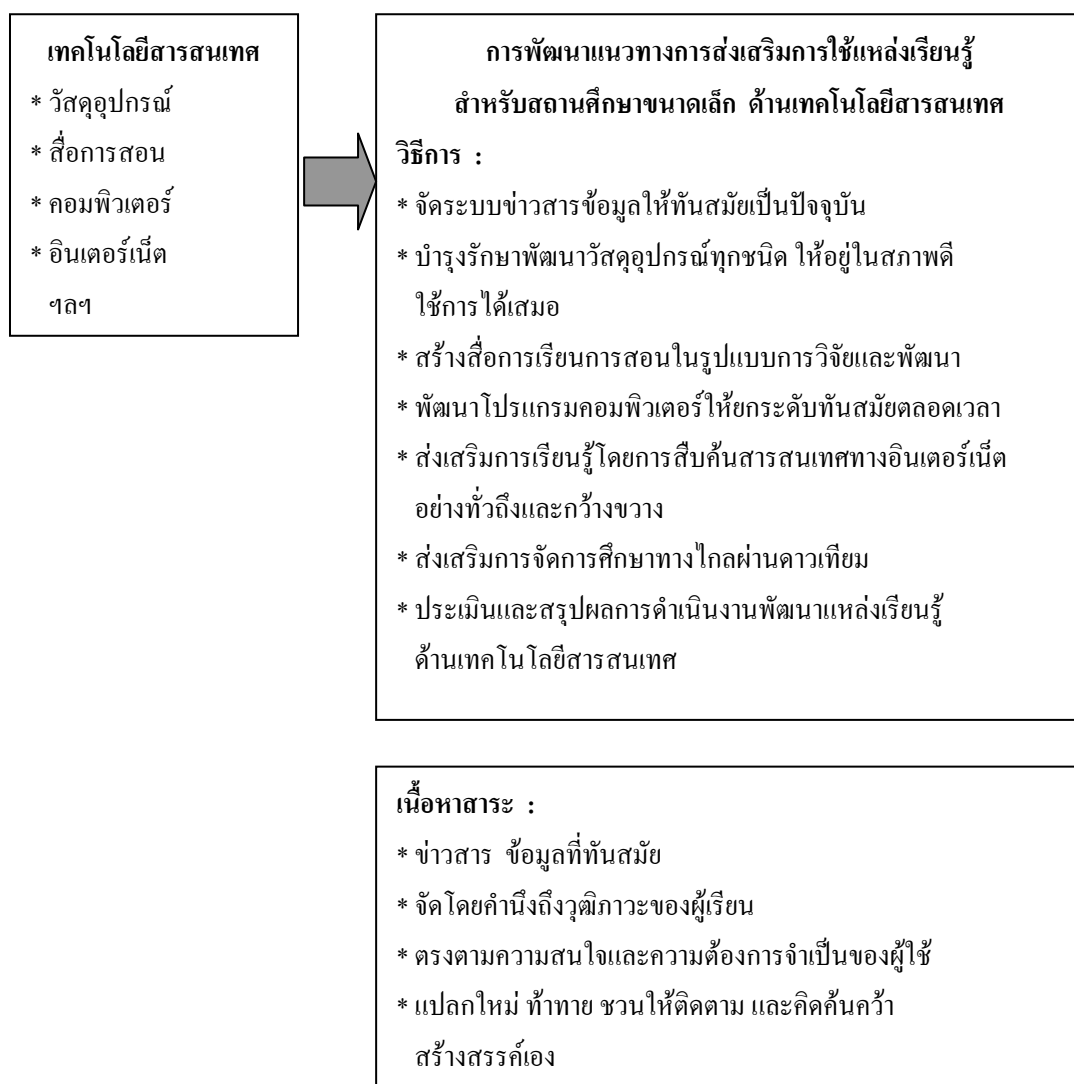 เทคโนโลยีสารสนเทศ
* วัสดุอุปกรณ์
* สื่อการสอน
* คอมพิวเตอร์
* อินเตอร์เน็ต
ฯลฯ
การพัฒนาแนวทางการส่งเสริมการใช้แหล่งเรียนรู้
สำหรับสถานศึกษาขนาดเล็ก ด้านเทคโนโลยีสารสนเทศ
วิธีการ :
* จัดระบบข่าวสารข้อมูลให้ทันสมัยเป็นปัจจุบัน
* บำรุงรักษาพัฒนาวัสดุอุปกรณ์ทุกชนิด ให้อยู่ในสภาพดี
ใช้การได้เสมอ
* สร้างสื่อการเรียนการสอนในรูปแบบการวิจัยและพัฒนา
* พัฒนาโปรแกรมคอมพิวเตอร์ให้ยกระดับทันสมัยตลอดเวลา
* ส่งเสริมการเรียนรู้โดยการสืบค้นสารสนเทศทางอินเตอร์เน็ต
อย่างทั่วถึงและกว้างขวาง
* ส่งเสริมการจัดการศึกษาทางไกลผ่านดาวเทียม
* ประเมินและสรุปผลการดำเนินงานพัฒนาแหล่งเรียนรู้
ด้านเทคโนโลยีสารสนเทศ
เนื้อหาสาระ :
* ข่าวสาร ข้อมูลที่ทันสมัย
* จัดโดยคำนึงถึงวุฒิภาวะของผู้เรียน
* ตรงตามความสนใจและความต้องการจำเป็นของผู้ใช้
* แปลกใหม่ ท้าทาย ชวนให้ติดตาม และคิดค้นคว้า
สร้างสรรค์เอง